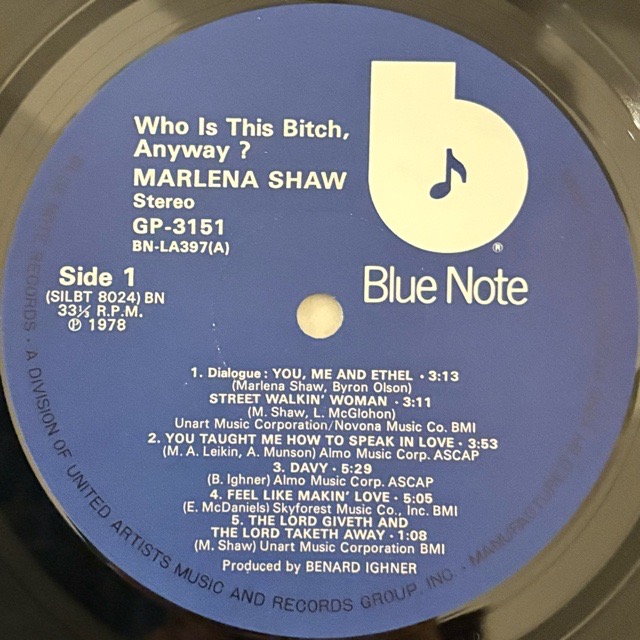 Who Is This Bitch,
Anyway ?
MARLENA SHAW
Stereo
GP-3151
BN-LA397(A)
Side 1
(SILBT 8024) BN
33⅓ R.P.M.
℗ 1978
®
Blue Note
1. Dialogue : YOU, ME AND ETHEL · 3:13
(Marlena Shaw, Byron Olson)
STREET WALKIN' WOMAN · 3:11
(M. Shaw, L. McGlohon)
Unart Music Corporation/Novona Music Co. BMI
2. YOU TAUGHT ME HOW TO SPEAK IN LOVE · 3:53
(M. A. Leikin, A. Munson) Almo Music Corp. ASCAP
3. DAVY · 5:29
(B. Ighner) Almo Music Corp. ASCAP
4. FEEL LIKE MAKIN' LOVE · 5:05
(E. McDaniels) Skyforest Music Co., Inc. BMI
5. THE LORD GIVETH AND
THE LORD TAKETH AWAY · 1:08
(M. Shaw) Unart Music Corporation BMI
Produced by BENARD IGHNER
BLUE NOTE RECORDS · A DIVISION OF UNITED ARTISTS MUSIC AND RECORDS GROUP, INC. · MANUFACTURED BY